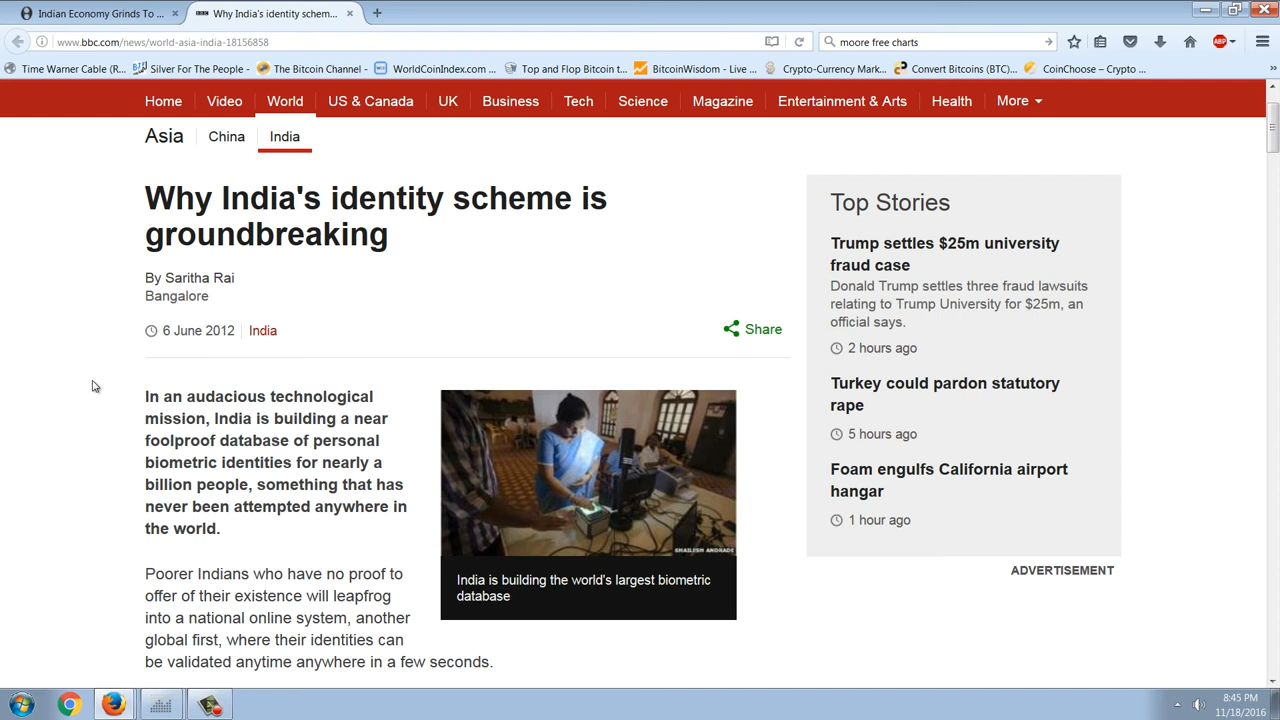 Indian Economy Grinds To ...
Why India's identity schem...
www.bbc.com/news/world-asia-india-18156858
moore free charts
ABP
Time Warner Cable (R...
Silver For The People - ...
The Bitcoin Channel - ...
WorldCoinIndex.com ...
Top and Flop Bitcoin t...
BitcoinWisdom - Live ...
Crypto-Currency Mark...
Convert Bitcoins (BTC)...
CoinChoose – Crypto ...
Home
Video
World
US & Canada
UK
Business
Tech
Science
Magazine
Entertainment & Arts
Health
More
Asia
China
India
Why India's identity scheme is
groundbreaking
By Saritha Rai
Bangalore
6 June 2012
India
Share
In an audacious technological
mission, India is building a near
foolproof database of personal
biometric identities for nearly a
billion people, something that has
never been attempted anywhere in
the world.
Poorer Indians who have no proof to
offer of their existence will leapfrog
into a national online system, another
global first, where their identities can
be validated anytime anywhere in a few seconds.
SHAILESH ANDRADE
India is building the world's largest biometric
database
Top Stories
Trump settles $25m university
fraud case
Donald Trump settles three fraud lawsuits
relating to Trump University for $25m, an
official says.
2 hours ago
Turkey could pardon statutory
rape
5 hours ago
Foam engulfs California airport
hangar
1 hour ago
ADVERTISEMENT
8:45 PM
11/18/2016